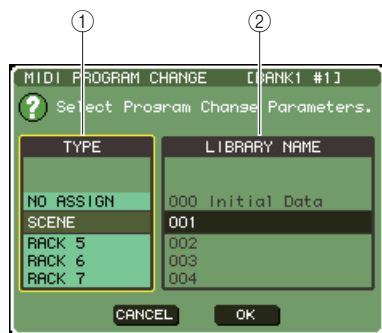 ① ②
MIDI PROGRAM CHANGE [BANK1 #1]
? Select Program Change Parameters.
TYPE LIBRARY NAME
NO ASSIGN 000 Initial Data
SCENE 001
RACK 5 002
RACK 6 003
RACK 7 004
CANCEL OK